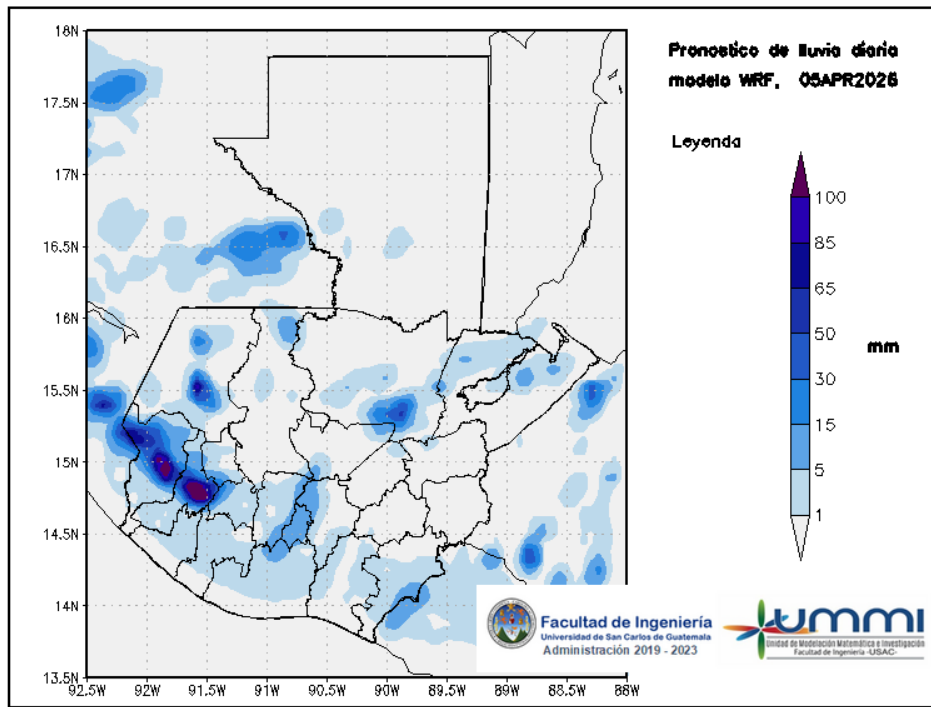 Pronostico de lluvia diaria
modelo WRF, 05APR2026
Leyenda
100
85
65
50
mm
30
15
5
1
18N
17.5N
17N
16.5N
16N
15.5N
15N
14.5N
14N
13.5N
92.5W
92W
91.5W
91W
90.5W
90W
89.5W
89W
88.5W
88W
Facultad de Ingeniería
Universidad de San Carlos de Guatemala
Administración 2019 - 2023
UMMI
Unidad de Modelación Matemática e Investigación
Facultad de Ingeniería -USAC-